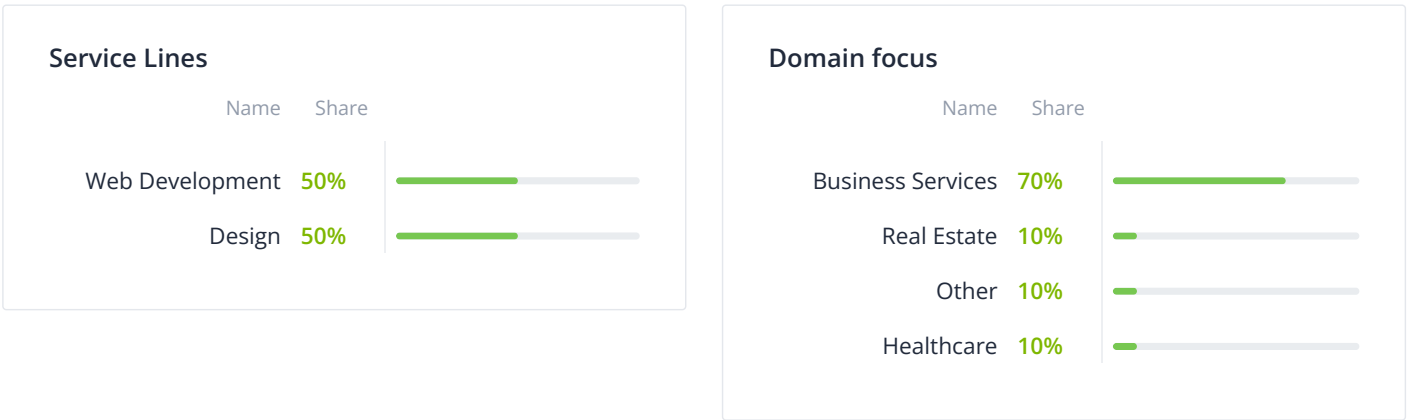 Service Lines
Name Share
Web Development 50%
Design 50%
Domain focus
Name Share
Business Services 70%
Real Estate 10%
Other 10%
Healthcare 10%